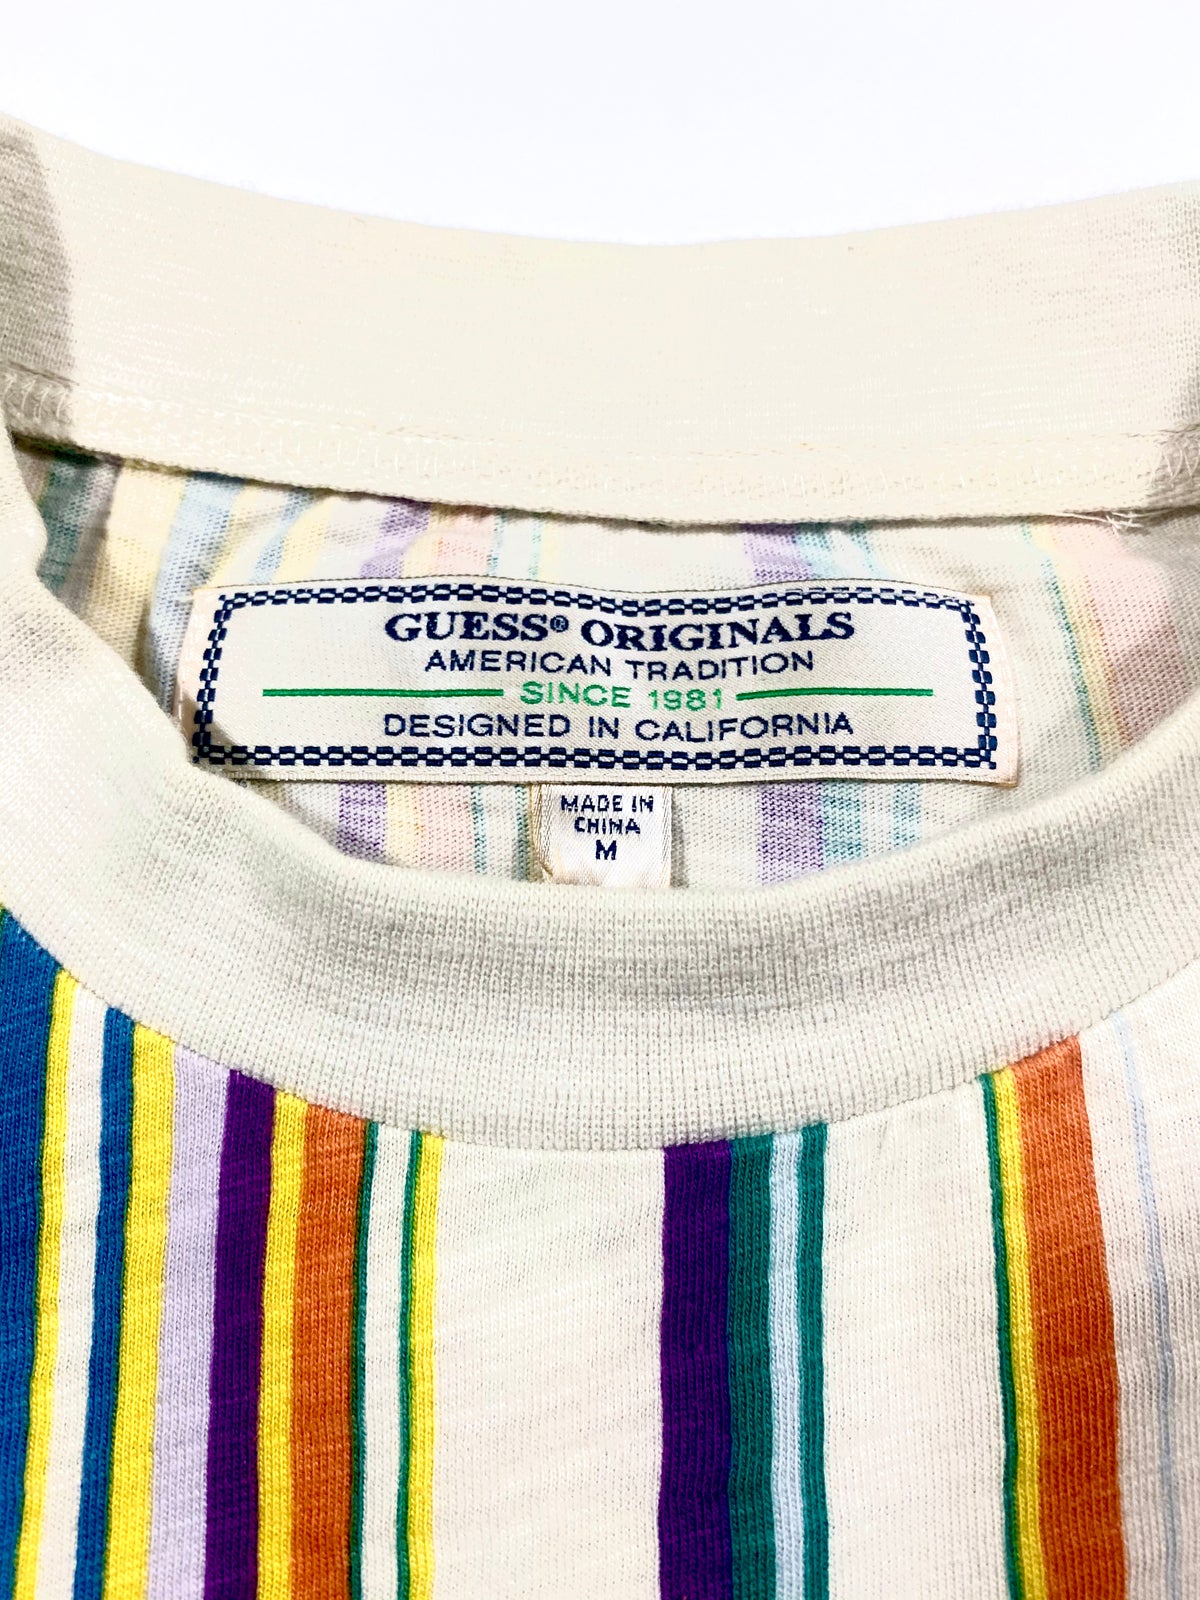 GUESS® ORIGINALS
AMERICAN TRADITION
SINCE 1981
DESIGNED IN CALIFORNIA
MADE IN
CHINA
M